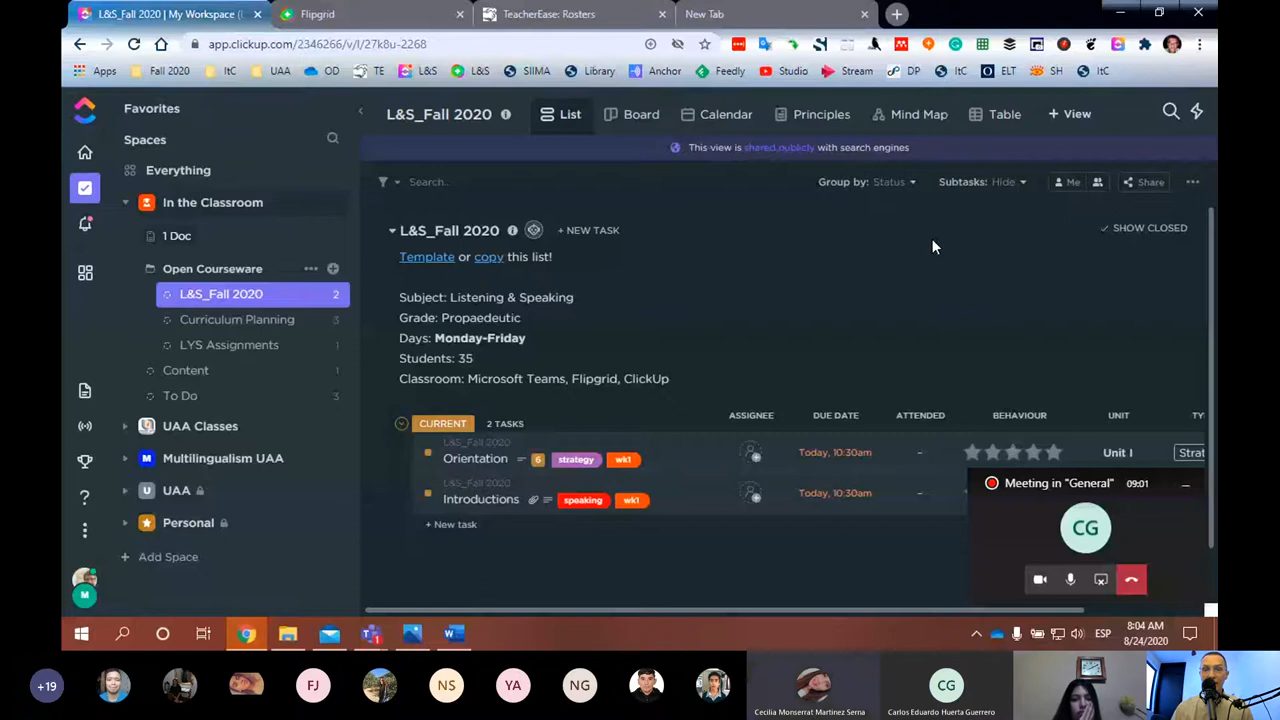 L&S_Fall 2020 | My Workspace (
Flipgrid
TeacherEase: Rosters
New Tab
app.clickup.com/2346266/v/l/27k8u-2268
Apps
Fall 2020
ItC
UAA
OD
TE
L&S
L&S
SIIMA
Library
Anchor
Feedly
Studio
Stream
DP
ItC
ELT
SH
ItC
Favorites
Spaces
Everything
In the Classroom
1 Doc
Open Courseware
L&S_Fall 2020 2
Curriculum Planning 3
LYS Assignments 1
Content 1
To Do 3
UAA Classes
M Multilingualism UAA
U UAA
Personal
+ Add Space
M
L&S_Fall 2020
List
Board
Calendar
Principles
Mind Map
Table
+ View
This view is shared publicly with search engines
Search...
Group by: Status
Subtasks: Hide
Me
Share
L&S_Fall 2020
+ NEW TASK
SHOW CLOSED
Template or copy this list!
Subject: Listening & Speaking
Grade: Propaedeutic
Days: Monday-Friday
Students: 35
Classroom: Microsoft Teams, Flipgrid, ClickUp
CURRENT 2 TASKS ASSIGNEE DUE DATE ATTENDED BEHAVIOUR UNIT TY
L&S_Fall 2020
Orientation 6 strategy wk1 Today, 10:30am – Unit I Strat
L&S_Fall 2020
Introductions speaking wk1 Today, 10:30am –
+ New task
Meeting in "General" 09:01
CG
ESP
8:04 AM
8/24/2020
+19
FJ
NS
YA
NG
CG
Cecilia Monserrat Martinez Serna
Carlos Eduardo Huerta Guerrero